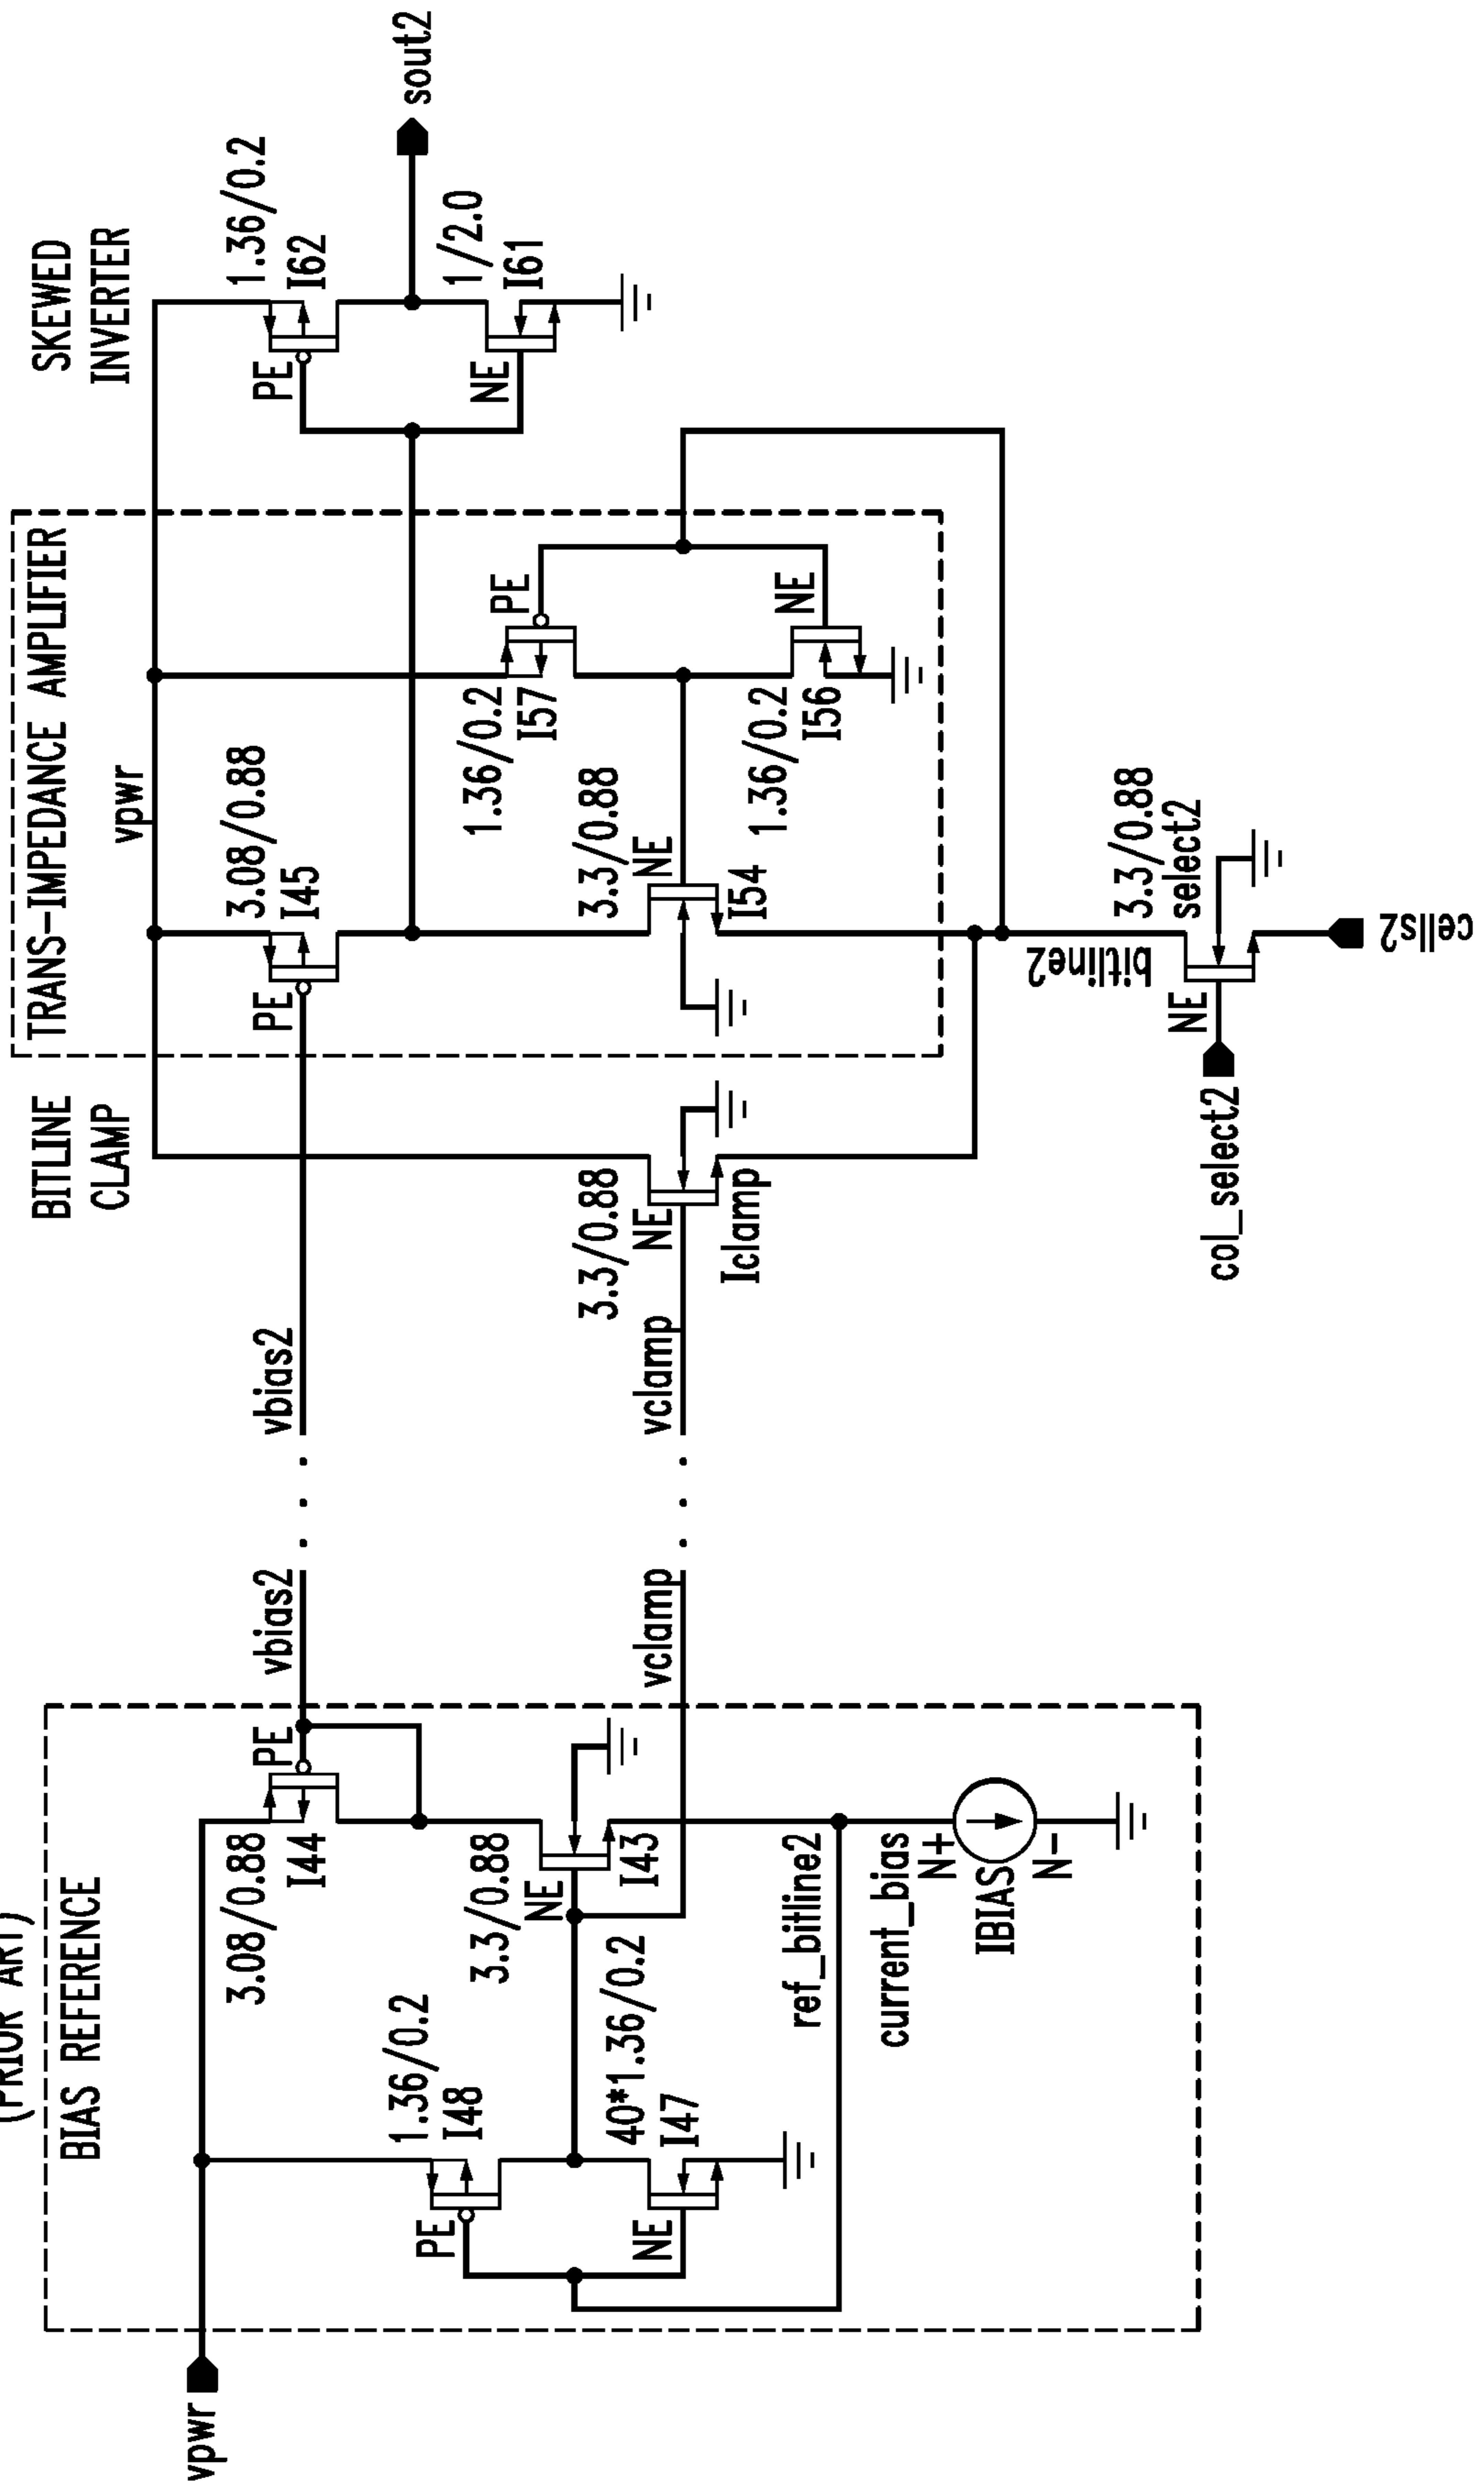 (PRIOR ART)
BIAS REFERENCE
vpwr
PE
1.36/0.2
I48
NE
40*1.36/0.2
I47
3.08/0.88
I44
PE
vbias2
3.3/0.88
NE
I43
vclamp
ref_bitline2
current_bias
N+
IBIAS
N-
vbias2
vclamp
BITLINE
CLAMP
3.3/0.88
NE
Iclamp
TRANS-IMPEDANCE AMPLIFIER
vpwr
3.08/0.88
PE
I45
3.3/0.88
NE
I54
1.36/0.2
PE
I57
1.36/0.2
NE
I56
bitline2
3.3/0.88
select2
NE
col_select2
cells2
SKEWED
INVERTER
1.36/0.2
PE
I62
1/2.0
NE
I61
sout2